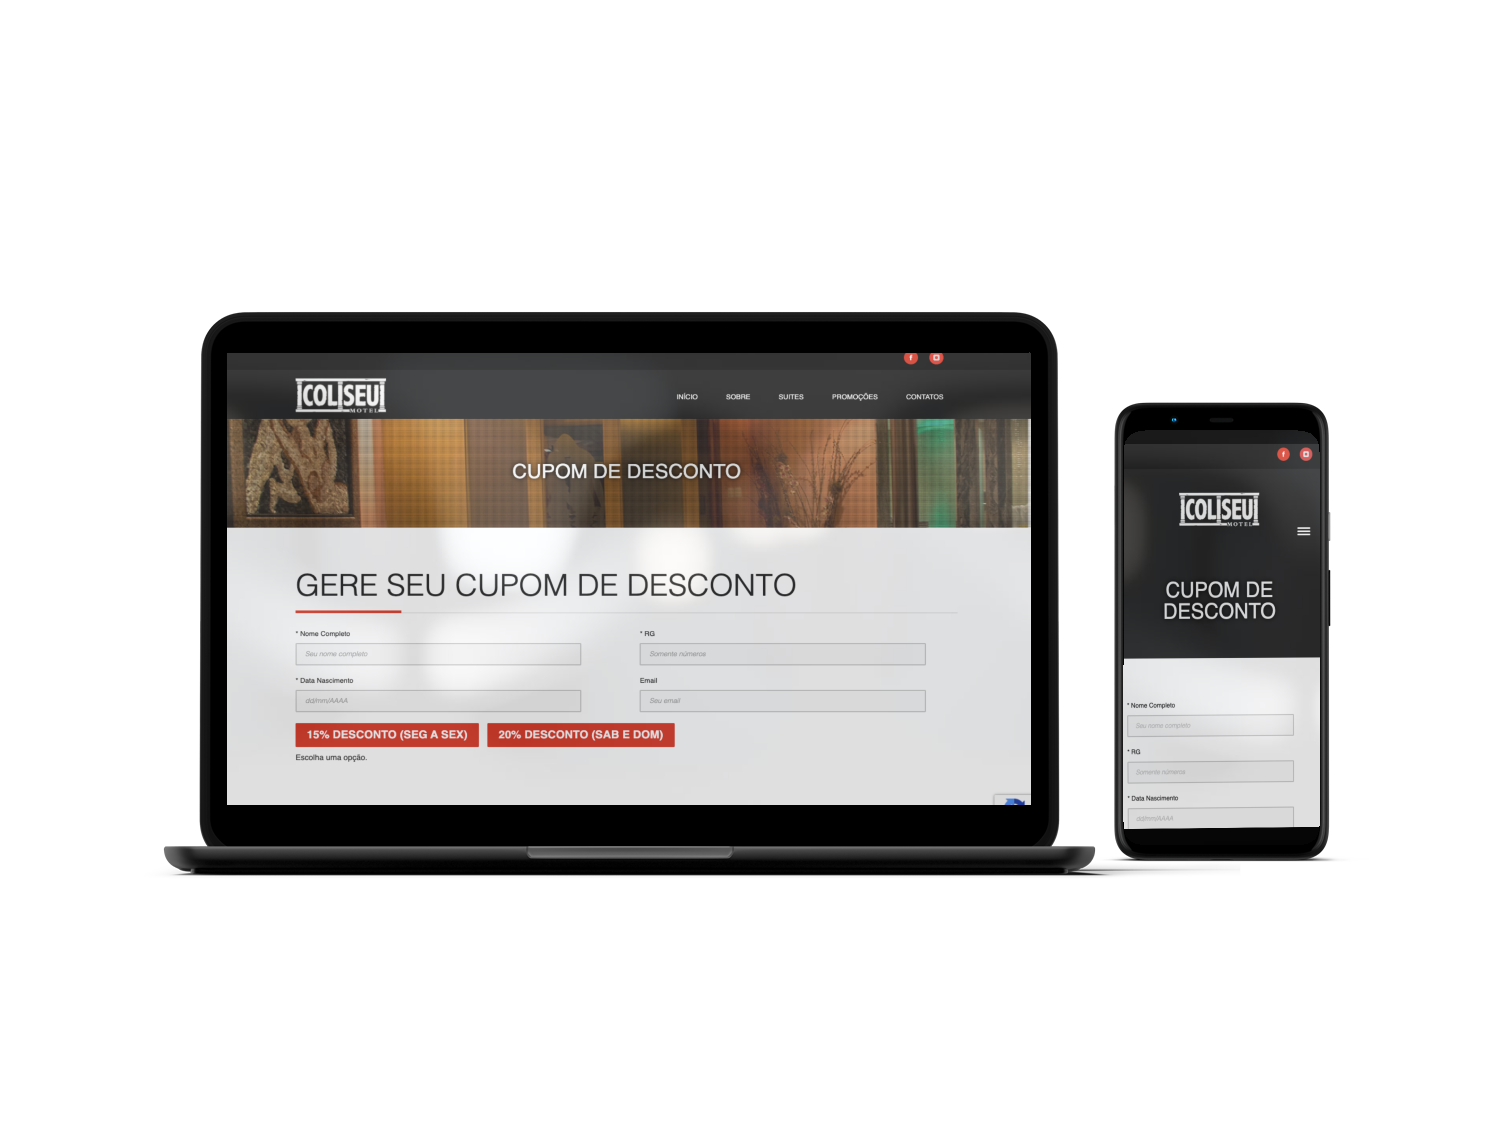 COLISEU
MOTEL
INÍCIO
SOBRE
SUITES
PROMOÇÕES
CONTATOS
CUPOM DE DESCONTO
GERE SEU CUPOM DE DESCONTO
* Nome Completo
Seu nome completo
* RG
Somente números
* Data Nascimento
dd/mm/AAAA
Email
Seu email
15% DESCONTO (SEG A SEX)
20% DESCONTO (SAB E DOM)
Escolha uma opção.
COLISEU
MOTEL
CUPOM DE
DESCONTO
* Nome Completo
Seu nome completo
* RG
Somente números
* Data Nascimento
dd/mm/AAAA